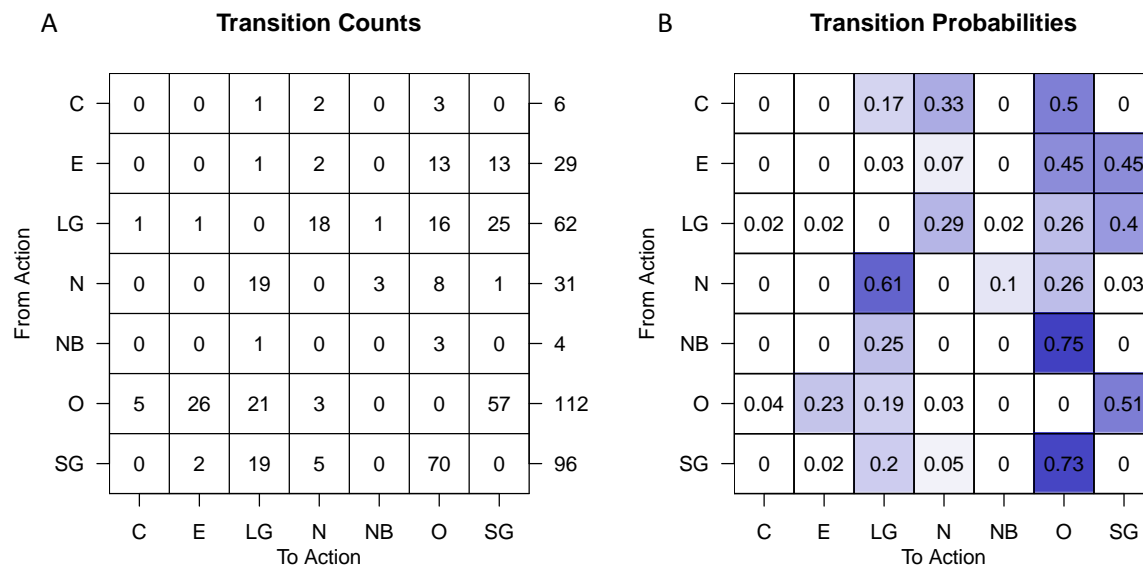 A Transition Counts
C 0 0 1 2 0 3 0 6
E 0 0 1 2 0 13 13 29
LG 1 1 0 18 1 16 25 62
N 0 0 19 0 3 8 1 31
NB 0 0 1 0 0 3 0 4
O 5 26 21 3 0 0 57 112
SG 0 2 19 5 0 70 0 96
From Action
C E LG N NB O SG
To Action
B Transition Probabilities
C 0 0 0.17 0.33 0 0.5 0
E 0 0 0.03 0.07 0 0.45 0.45
LG 0.02 0.02 0 0.29 0.02 0.26 0.4
N 0 0 0.61 0 0.1 0.26 0.03
NB 0 0 0.25 0 0 0.75 0
O 0.04 0.23 0.19 0.03 0 0 0.51
SG 0 0.02 0.2 0.05 0 0.73 0
From Action
C E LG N NB O SG
To Action